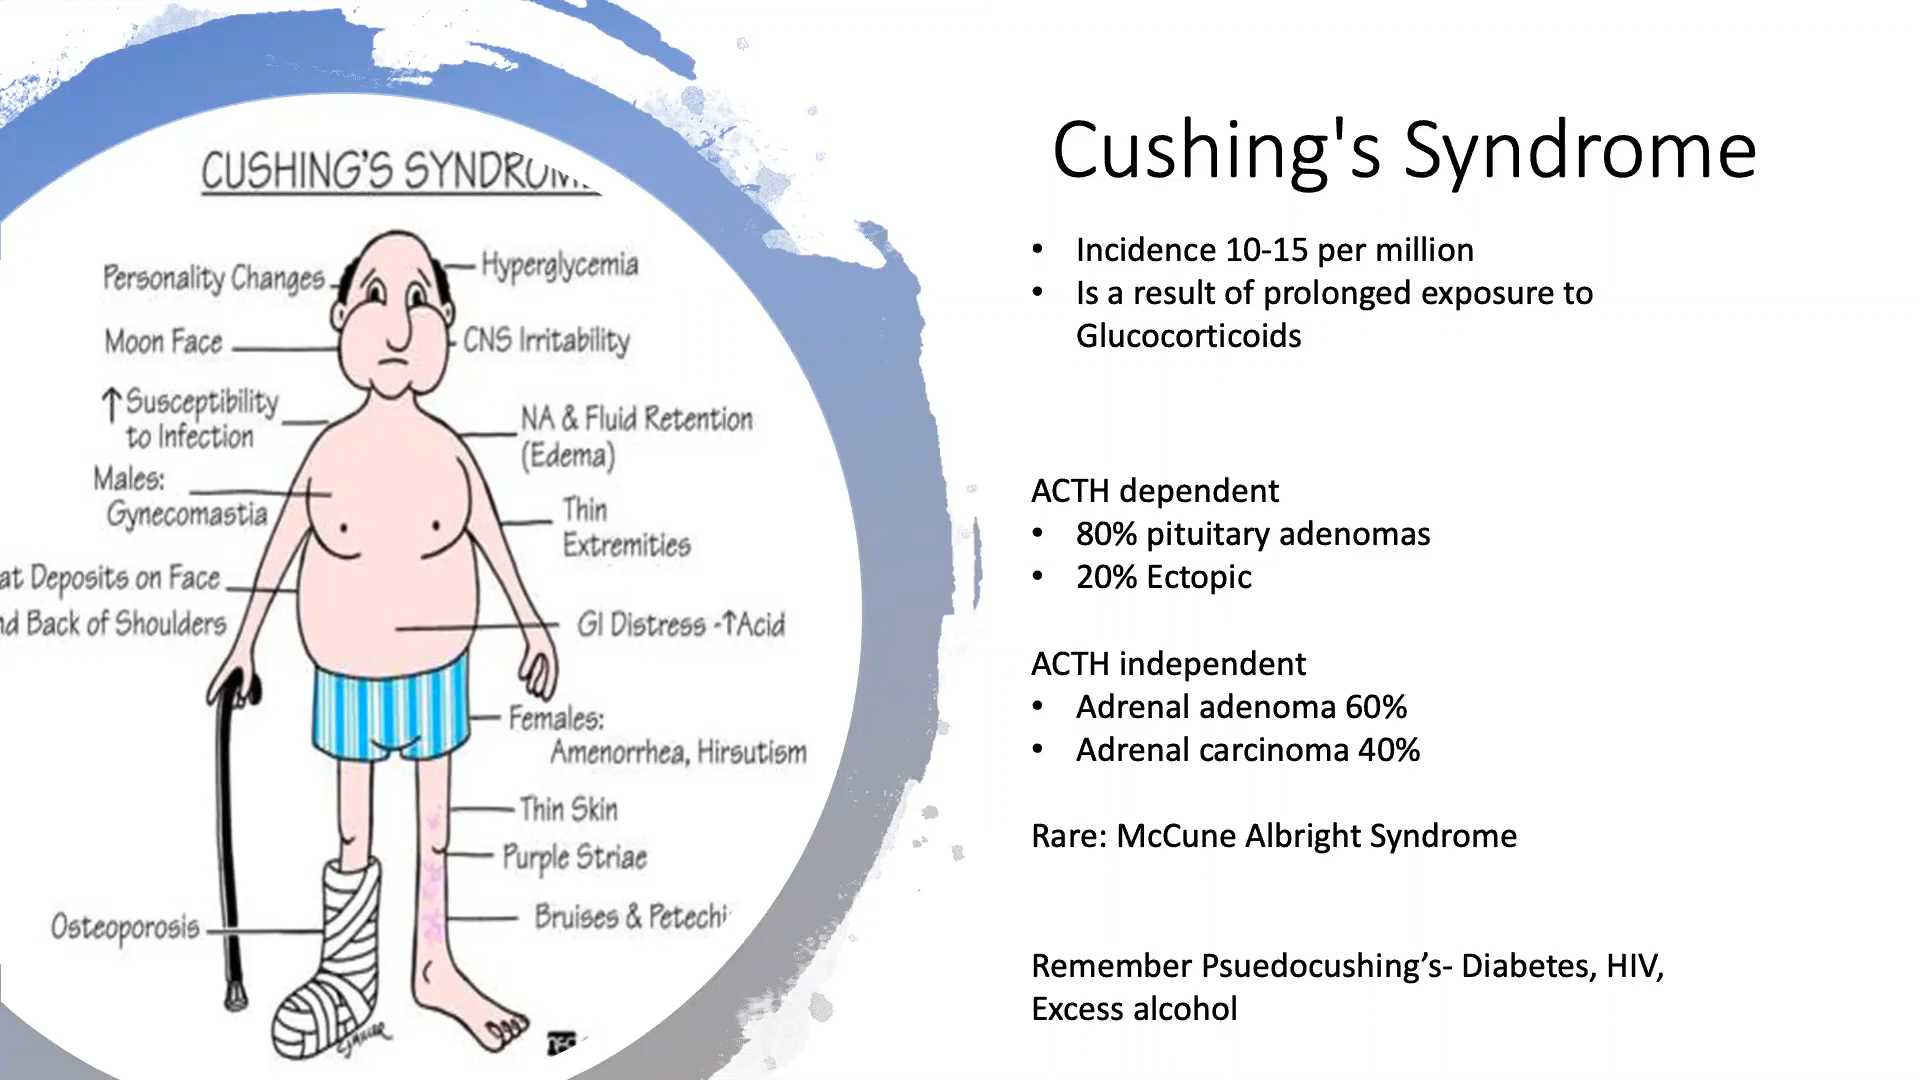 CUSHING'S SYNDROME
Personality Changes
Hyperglycemia
Moon Face
CNS Irritability
↑ Susceptibility
to Infection
NA & Fluid Retention
(Edema)
Males:
Gynecomastia
Thin
Extremities
at Deposits on Face
nd Back of Shoulders
GI Distress -↑Acid
Females:
Amenorrhea, Hirsutism
Thin Skin
Purple Striae
Bruises & Petechi
Osteoporosis
Cushing's Syndrome
• Incidence 10-15 per million
• Is a result of prolonged exposure to
Glucocorticoids
ACTH dependent
• 80% pituitary adenomas
• 20% Ectopic
ACTH independent
• Adrenal adenoma 60%
• Adrenal carcinoma 40%
Rare: McCune Albright Syndrome
Remember Psuedocushing’s- Diabetes, HIV,
Excess alcohol